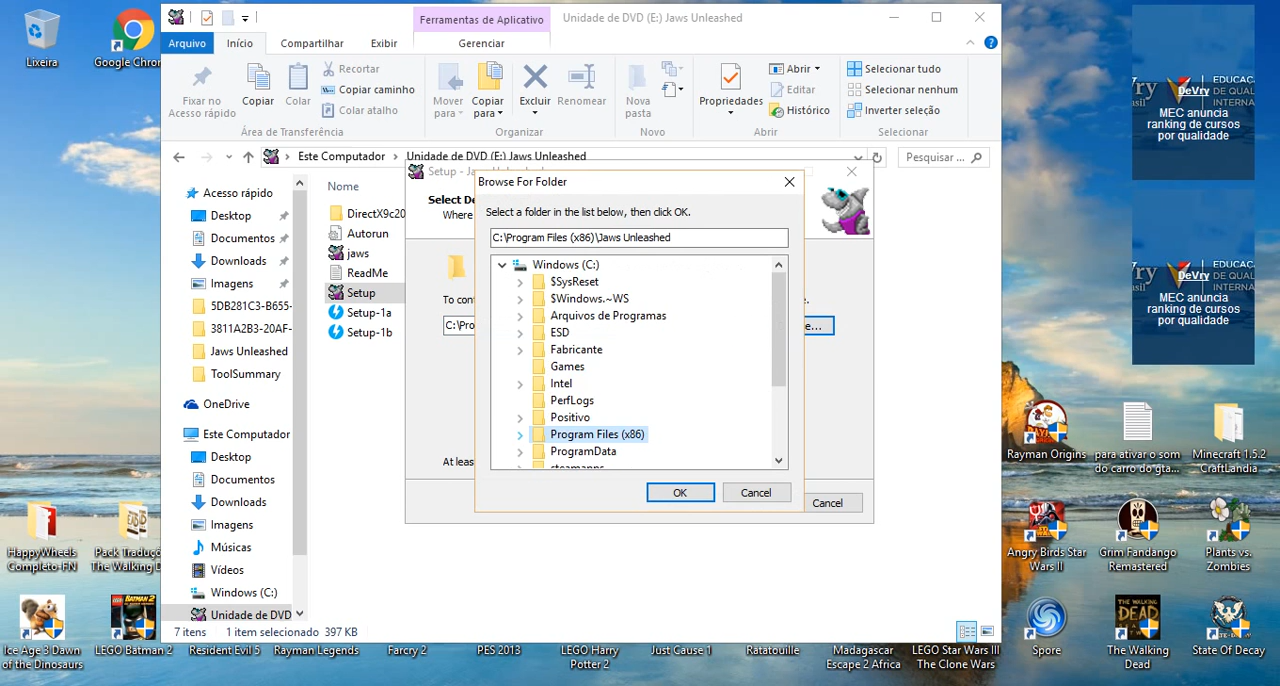 Lixeira
Google Chron
Ferramentas de Aplicativo
Unidade de DVD (E:) Jaws Unleashed
Arquivo
Início
Compartilhar
Exibir
Gerenciar
Fixar no
Acesso rápido
Copiar
Colar
Recortar
Copiar caminho
Colar atalho
Área de Transferência
Mover
para
Copiar
para
Excluir
Renomear
Organizar
Nova
pasta
Novo
Propriedades
Abrir
Editar
Histórico
Abrir
Selecionar tudo
Selecionar nenhum
Inverter seleção
Selecionar
Este Computador
Unidade de DVD (E:) Jaws Unleashed
Pesquisar ...
Acesso rápido
Desktop
Documentos
Downloads
Imagens
5DB281C3-B655-
3811A2B3-20AF-
Jaws Unleashed
ToolSummary
OneDrive
Este Computador
Desktop
Documentos
Downloads
Imagens
Músicas
Vídeos
Windows (C:)
Unidade de DVD
Nome
DirectX9c20
Autorun
jaws
ReadMe
Setup
Setup-1a
Setup-1b
7 itens
1 item selecionado
397 KB
Setup - Ja
Select De
Where
To cont
C:\Pro
e...
At leas
Cancel
Browse For Folder
Select a folder in the list below, then click OK.
C:\Program Files (x86)\Jaws Unleashed
Windows (C:)
$SysReset
$Windows.~WS
Arquivos de Programas
ESD
Fabricante
Games
Intel
PerfLogs
Positivo
Program Files (x86)
ProgramData
steamapps
OK
Cancel
DeVry
EDUCAÇ
DE QUAL
INTERNA
MEC anuncia
ranking de cursos
por qualidade
DeVry
EDUCAÇ
DE QUAL
INTERNA
MEC anuncia
ranking de cursos
por qualidade
Rayman Origins
para ativar o som
do carro do gta...
Minecraft 1.5.2
CraftLandia
Angry Birds Star
Wars II
Grim Fandango
Remastered
Plants vs.
Zombies
Spore
The Walking
Dead
State Of Decay
HappyWheels
Completo-FN
Pack Traduçõ
The Walking D
Ice Age 3 Dawn
of the Dinosaurs
LEGO Batman 2
Resident Evil 5
Rayman Legends
Farcry 2
PES 2013
LEGO Harry
Potter 2
Just Cause 1
Ratatouille
Madagascar
Escape 2 Africa
LEGO Star Wars III
The Clone Wars